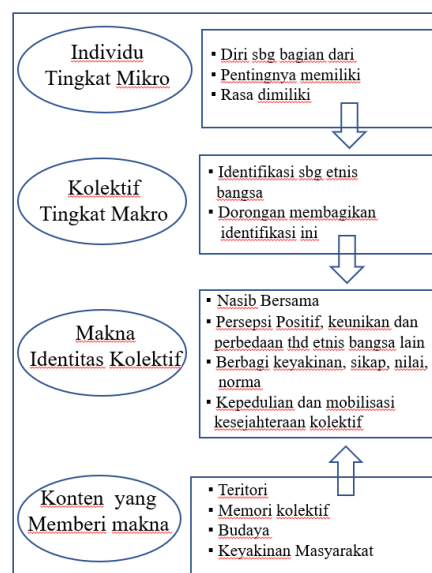 Individu
Tingkat Mikro
▪ Diri sbg bagian dari
▪ Pentingnya memiliki
▪ Rasa dimiliki
Kolektif
Tingkat Makro
▪ Identifikasi sbg etnis
bangsa
▪ Dorongan membagikan
identifikasi ini
Makna
Identitas Kolektif
▪ Nasib Bersama
▪ Persepsi Positif, keunikan dan
perbedaan thd etnis bangsa lain
▪ Berbagi keyakinan, sikap, nilai,
norma
▪ Kepedulian dan mobilisasi
kesejahteraan kolektif
Konten yang
Memberi makna
▪ Teritori
▪ Memori kolektif
▪ Budaya
▪ Keyakinan Masyarakat